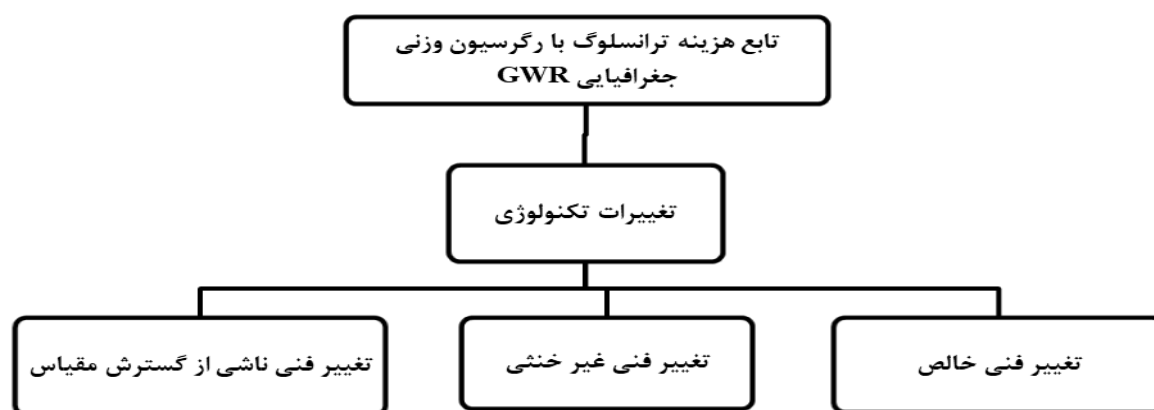 تابع هزینه ترانسلوگ با رگرسیون وزنی
جغرافیایی GWR
تغییرات تکنولوژی
تغییر فنی خالص
تغییر فنی غیر خنثی
تغییر فنی ناشی از گسترش مقیاس